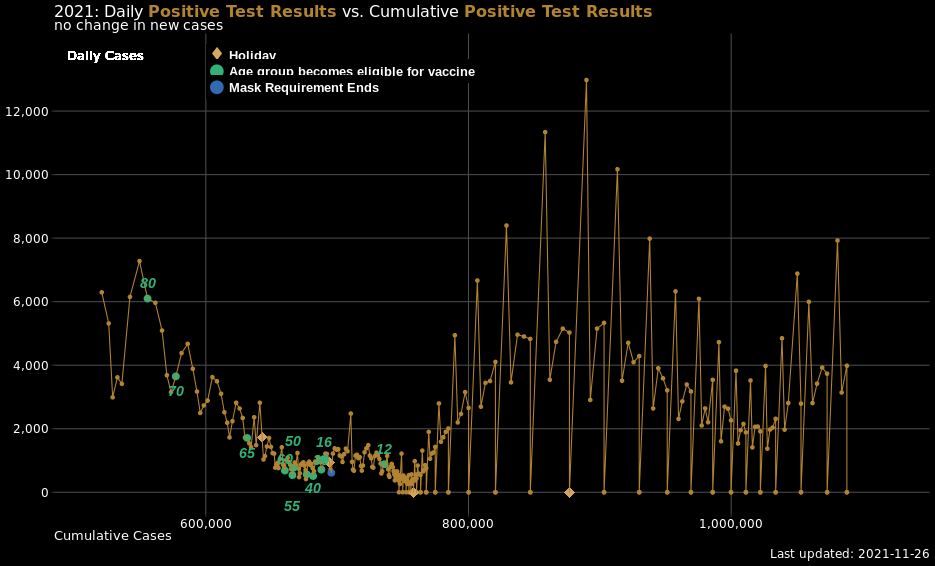 2021: Daily Positive Test Results vs. Cumulative Positive Test Results
no change in new cases
Daily Cases
Holiday
Age group becomes eligible for vaccine
Mask Requirement Ends
12,000
10,000
8,000
6,000
4,000
2,000
0
80
70
65
50
60
55
40
16
12
600,000
800,000
1,000,000
Cumulative Cases
Last updated: 2021-11-26